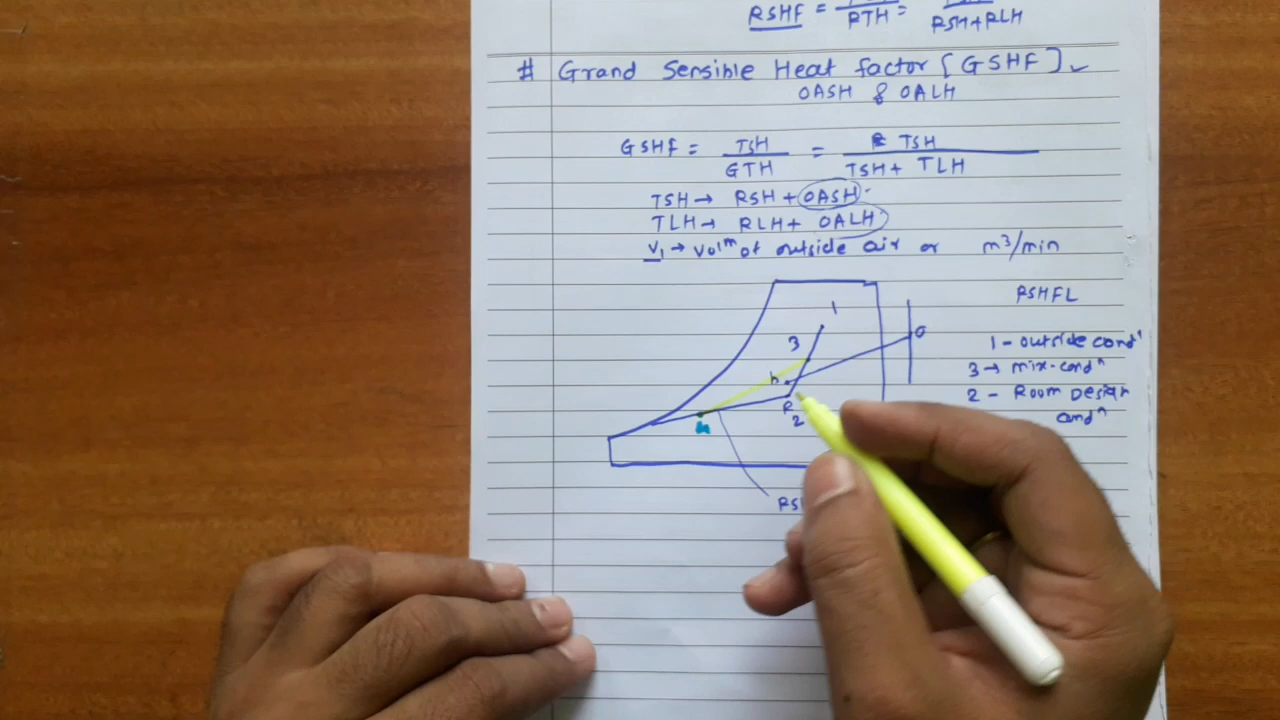 RSHF = ―― = ――
RTH RSH+RLH
# Grand Sensible Heat factor [GSHF]
OASH & OALH
GSHF = TSH = TSH
GTH TSH + TLH
TSH → RSH + OASH
TLH → RLH + OALH
V1 → Volm of outside air or m³/min
RSHFL
1 - outside condn
3 → mix-condn
2 - Room Design
condn
1
3
a
h
R
2
RS